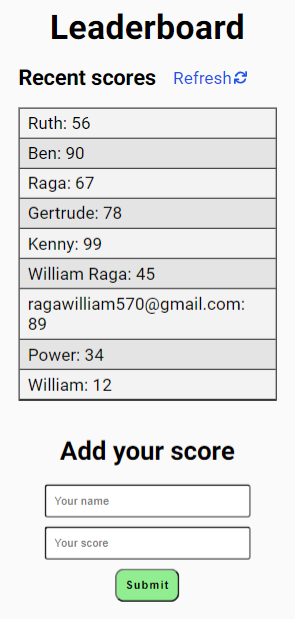 Leaderboard
Recent scores Refresh
Ruth: 56
Ben: 90
Raga: 67
Gertrude: 78
Kenny: 99
William Raga: 45
ragawilliam570@gmail.com:
89
Power: 34
William: 12
Add your score
Your name
Your score
Submit